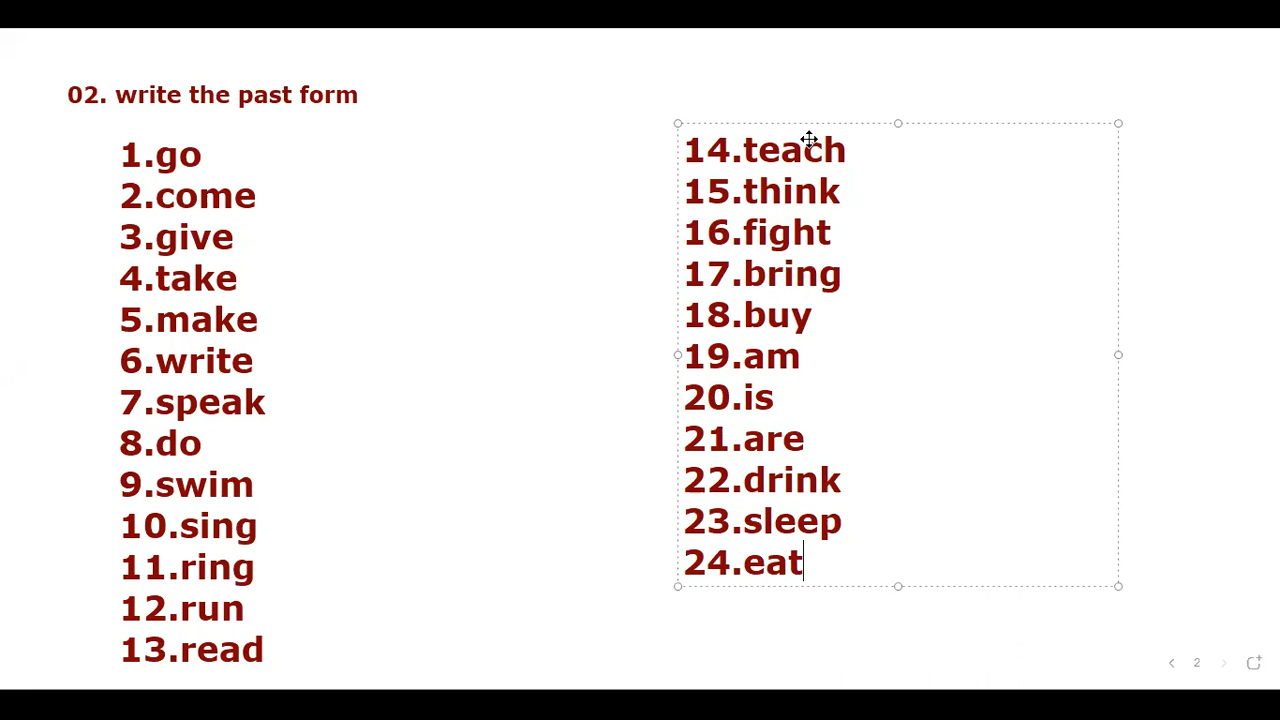 02. write the past form
1.go
2.come
3.give
4.take
5.make
6.write
7.speak
8.do
9.swim
10.sing
11.ring
12.run
13.read
14.teach
15.think
16.fight
17.bring
18.buy
19.am
20.is
21.are
22.drink
23.sleep
24.eat
2